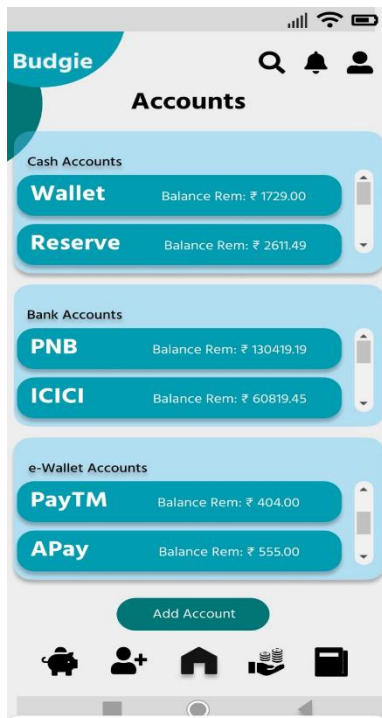 Budgie
Accounts
Cash Accounts
Wallet Balance Rem: ₹ 1729.00
Reserve Balance Rem: ₹ 2611.49
Bank Accounts
PNB Balance Rem: ₹ 130419.19
ICICI Balance Rem: ₹ 60819.45
e-Wallet Accounts
PayTM Balance Rem: ₹ 404.00
APay Balance Rem: ₹ 555.00
Add Account